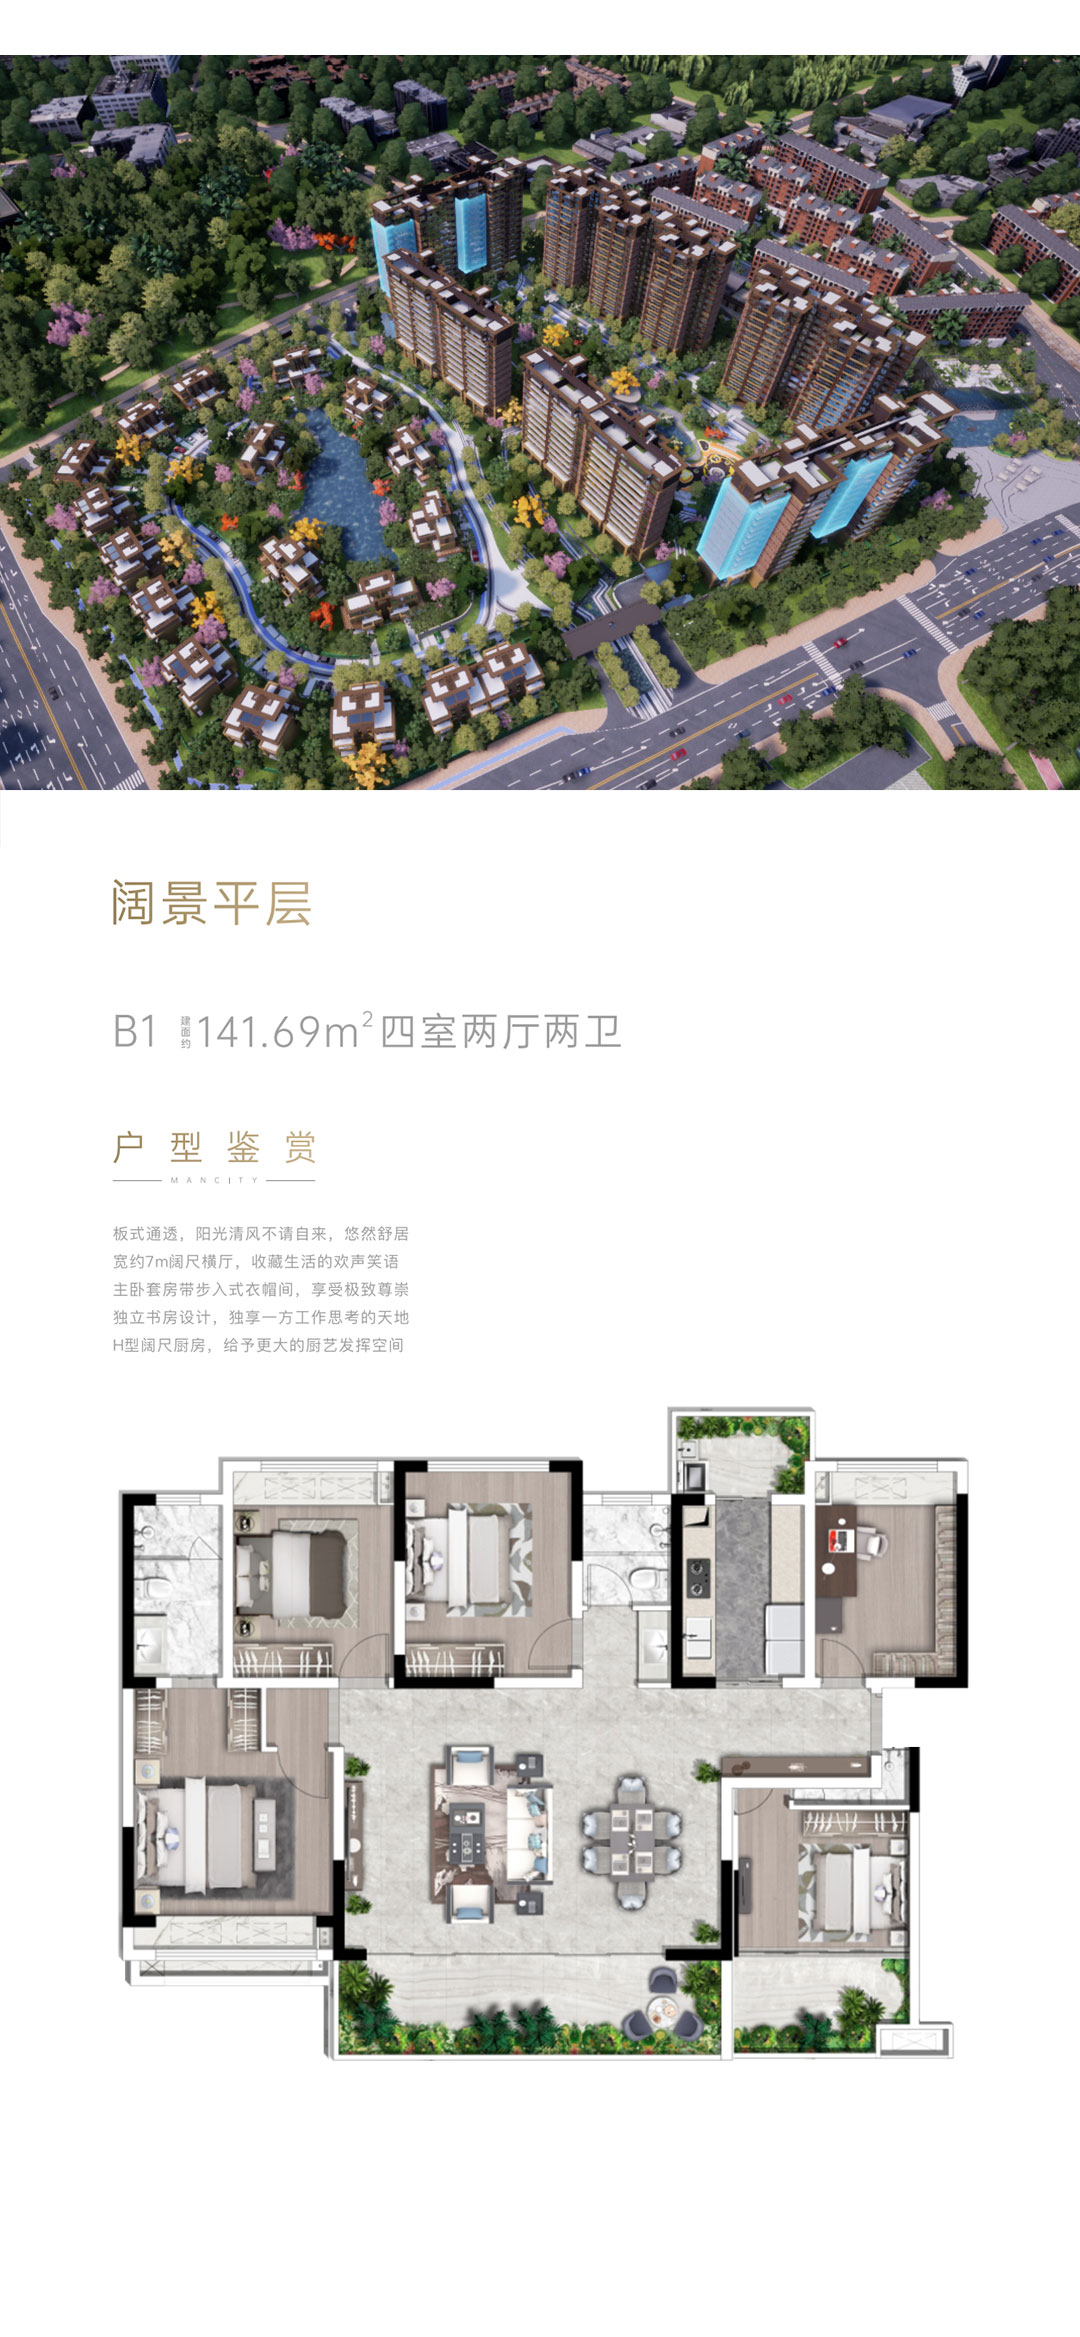 阔景平层
B1 建面约 141.69m² 四室两厅两卫
户型鉴赏
MANCITY
板式通透，阳光清风不请自来，悠然舒居
宽约7m阔尺横厅，收藏生活的欢声笑语
主卧套房带步入式衣帽间，享受极致尊崇
独立书房设计，独享一方工作思考的天地
H型阔尺厨房，给予更大的厨艺发挥空间